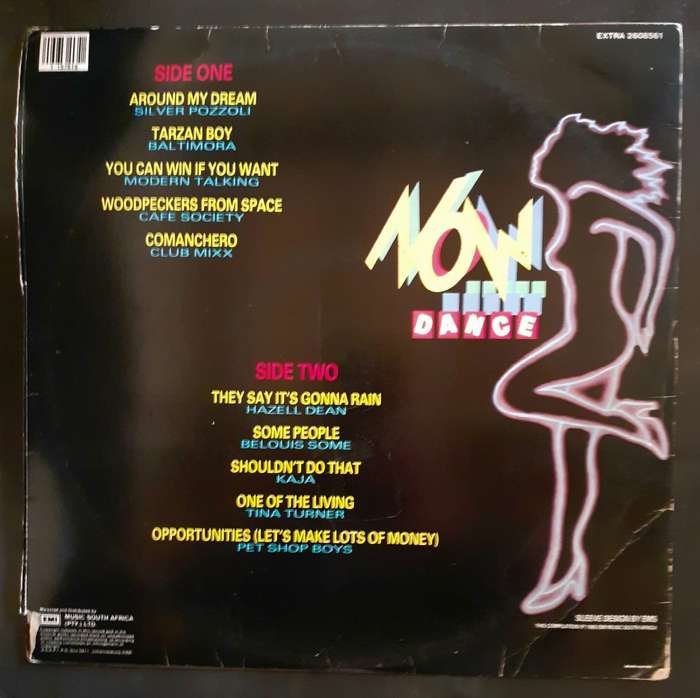 EXTRA 2608561
SIDE ONE
AROUND MY DREAM
SILVER POZZOLI
TARZAN BOY
BALTIMORA
YOU CAN WIN IF YOU WANT
MODERN TALKING
WOODPECKERS FROM SPACE
CAFE SOCIETY
COMANCHERO
CLUB MIXX
NOW
DANCE
SIDE TWO
THEY SAY IT'S GONNA RAIN
HAZELL DEAN
SOME PEOPLE
BELOUIS SOME
SHOULDN'T DO THAT
KAJA
ONE OF THE LIVING
TINA TURNER
OPPORTUNITIES (LET'S MAKE LOTS OF MONEY)
PET SHOP BOYS
EMI
MUSIC SOUTH AFRICA
(PTY.) LTD
SLEEVE DESIGN BY EMS